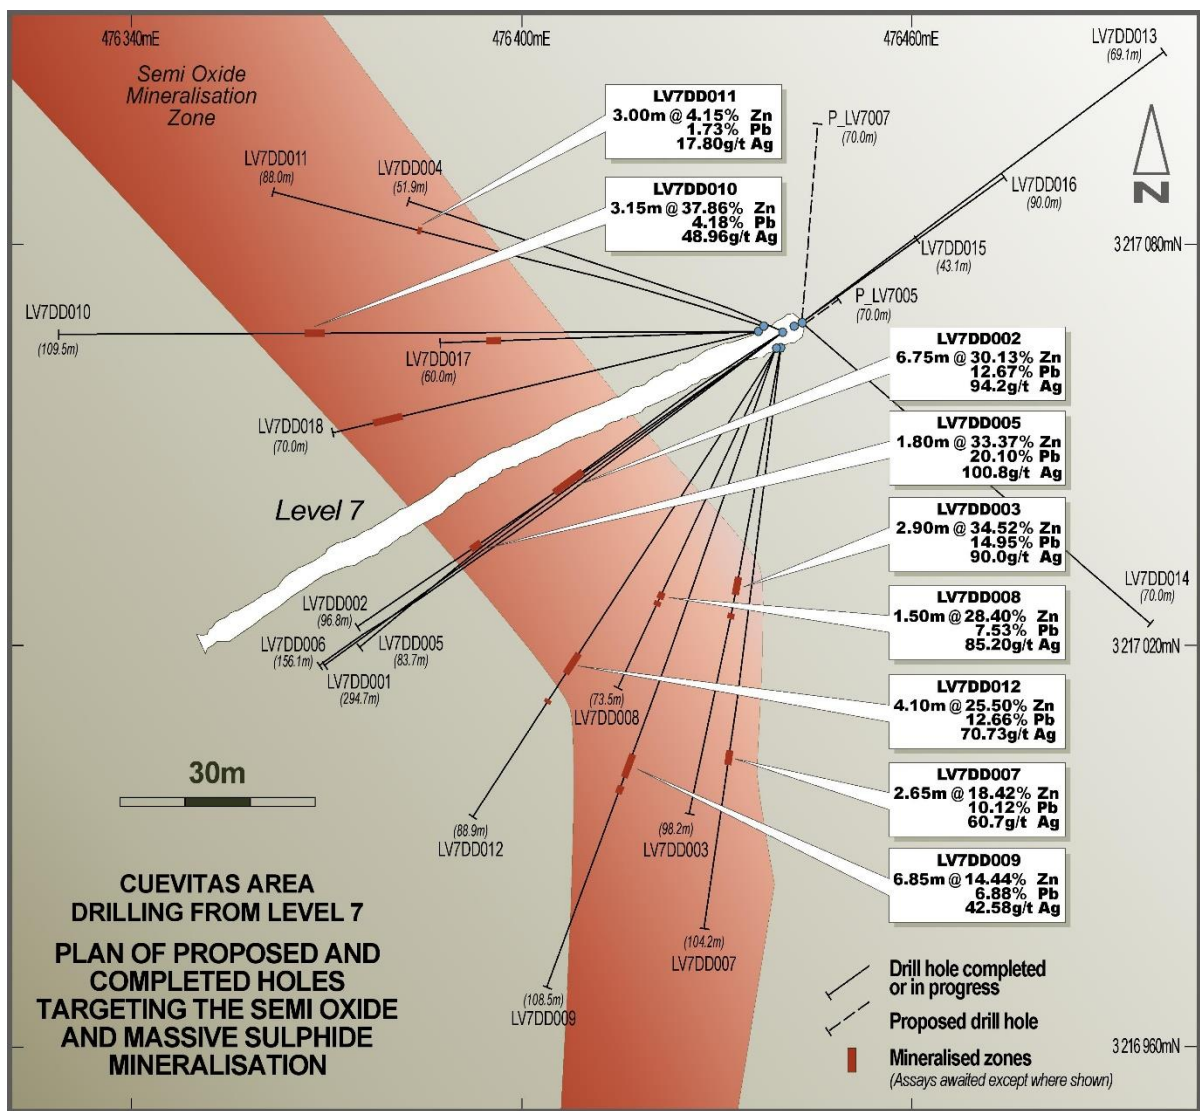 476 340mE
476 400mE
476 460mE
LV7DD013
(69.1m)
Semi Oxide
Mineralisation
Zone
LV7DD011
3.00m @ 4.15% Zn
1.73% Pb
17.80g/t Ag
P_LV7007
(70.0m)
N
LV7DD011
(88.0m)
LV7DD004
(51.9m)
LV7DD010
3.15m @ 37.86% Zn
4.18% Pb
48.96g/t Ag
LV7DD016
(90.0m)
LV7DD015
(43.1m)
3 217 080mN
P_LV7005
(70.0m)
LV7DD010
(109.5m)
LV7DD017
(60.0m)
LV7DD002
6.75m @ 30.13% Zn
12.67% Pb
94.2g/t Ag
LV7DD018
(70.0m)
LV7DD005
1.80m @ 33.37% Zn
20.10% Pb
100.8g/t Ag
Level 7
LV7DD003
2.90m @ 34.52% Zn
14.95% Pb
90.0g/t Ag
LV7DD014
(70.0m)
LV7DD002
(96.8m)
LV7DD006
(156.1m)
LV7DD005
(83.7m)
LV7DD001
(294.7m)
LV7DD008
1.50m @ 28.40% Zn
7.53% Pb
85.20g/t Ag
3 217 020mN
(73.5m)
LV7DD008
LV7DD012
4.10m @ 25.50% Zn
12.66% Pb
70.73g/t Ag
30m
LV7DD007
2.65m @ 18.42% Zn
10.12% Pb
60.7g/t Ag
(88.9m)
LV7DD012
(98.2m)
LV7DD003
LV7DD009
6.85m @ 14.44% Zn
6.88% Pb
42.58g/t Ag
CUEVITAS AREA
DRILLING FROM LEVEL 7
PLAN OF PROPOSED AND
COMPLETED HOLES
TARGETING THE SEMI OXIDE
AND MASSIVE SULPHIDE
MINERALISATION
(104.2m)
LV7DD007
(108.5m)
LV7DD009
Drill hole completed
or in progress
Proposed drill hole
Mineralised zones
(Assays awaited except where shown)
3 216 960mN